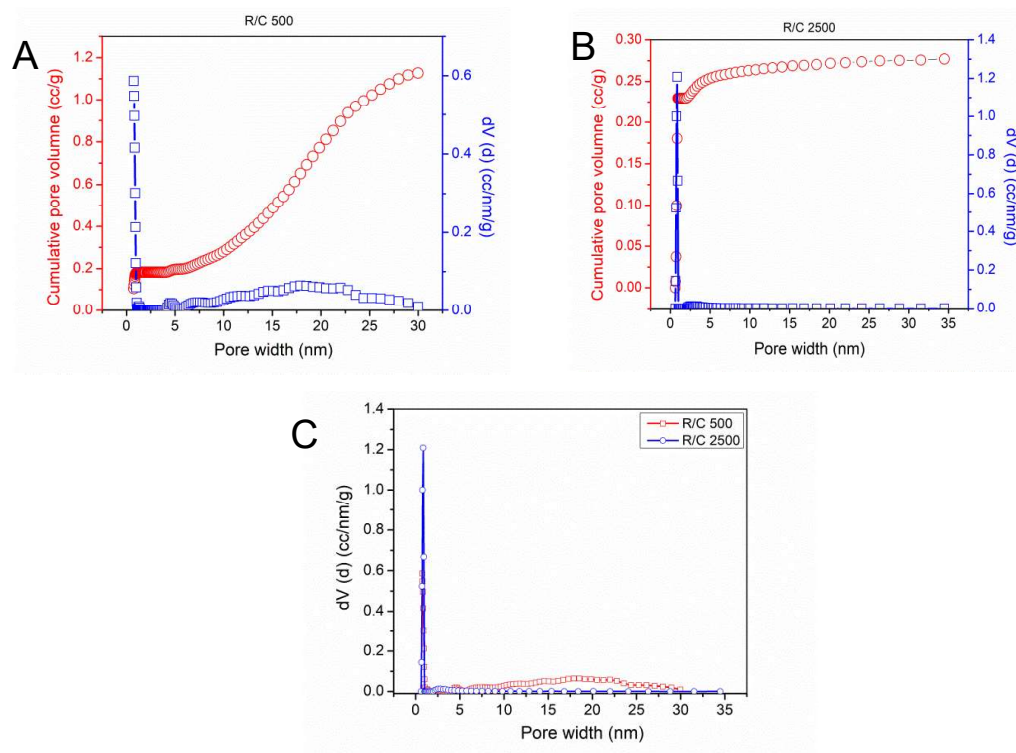 A
R/C 500
Cumulative pore volumne (cc/g)
1.2
1.0
0.8
0.6
0.4
0.2
0.0
0.6
0.4
0.2
0.0
dV (d) (cc/nm/g)
0 5 10 15 20 25 30
Pore width (nm)
B
R/C 2500
Cumulative pore volumne (cc/g)
0.30
0.25
0.20
0.15
0.10
0.05
0.00
1.4
1.2
1.0
0.8
0.6
0.4
0.2
0.0
dV (d) (cc/nm/g)
0 5 10 15 20 25 30 35
Pore width (nm)
C
R/C 500
R/C 2500
dV (d) (cc/nm/g)
1.4
1.2
1.0
0.8
0.6
0.4
0.2
0.0
0 5 10 15 20 25 30 35
Pore width (nm)